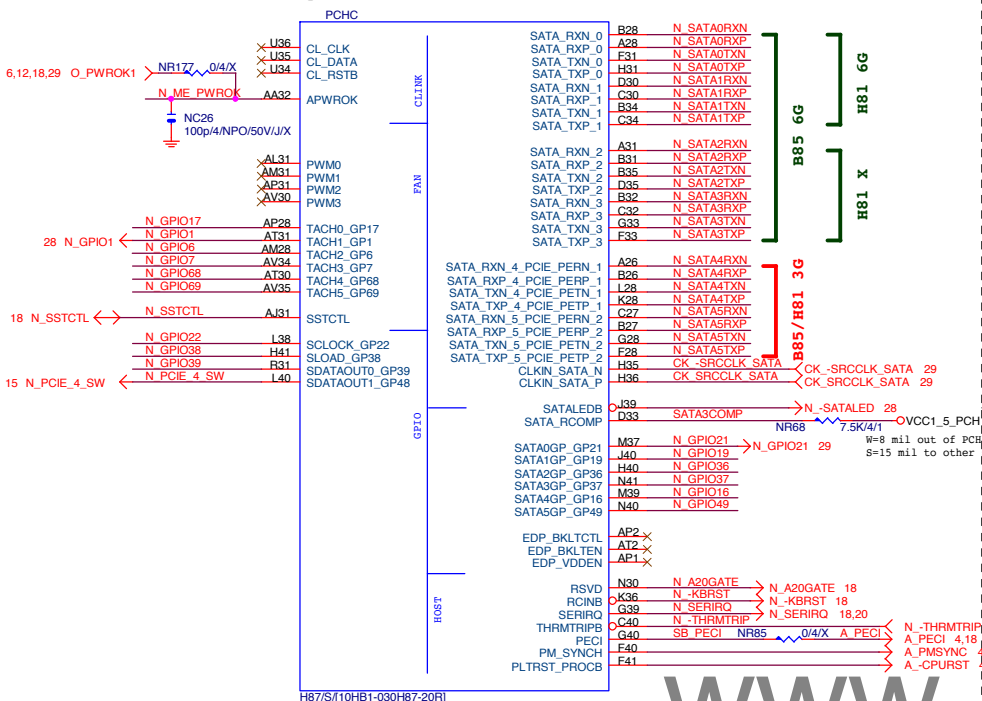 PCHC
6,12,18,29 O_PWROK1 NR177 0/4/X
N_ME_PWROK
NC26
100p/4/NPO/50V/J/X
U36 CL_CLK
U35 CL_DATA
U34 CL_RSTB
AA32 APWROK
CLINK
AL31 PWM0
AM31 PWM1
AP31 PWM2
AV30 PWM3
FAN
N_GPIO17 AP28 TACH0_GP17
28 N_GPIO1 N_GPIO1 AT31 TACH1_GP1
N_GPIO6 AM28 TACH2_GP6
N_GPIO7 AV34 TACH3_GP7
N_GPIO68 AT30 TACH4_GP68
N_GPIO69 AV35 TACH5_GP69
18 N_SSTCTL N_SSTCTL AJ31 SSTCTL
N_GPIO22 L38 SCLOCK_GP22
N_GPIO38 H41 SLOAD_GP38
N_GPIO39 R31 SDATAOUT0_GP39
15 N_PCIE_4_SW N_PCIE_4_SW L40 SDATAOUT1_GP48
GPIO
HOST
SATA_RXN_0 B28 N_SATA0RXN
SATA_RXP_0 A28 N_SATA0RXP
SATA_TXN_0 F31 N_SATA0TXN
SATA_TXP_0 H31 N_SATA0TXP
SATA_RXN_1 D30 N_SATA1RXN
SATA_RXP_1 C30 N_SATA1RXP
SATA_TXN_1 B34 N_SATA1TXN
SATA_TXP_1 C34 N_SATA1TXP
SATA_RXN_2 A31 N_SATA2RXN
SATA_RXP_2 B31 N_SATA2RXP
SATA_TXN_2 B35 N_SATA2TXN
SATA_TXP_2 D35 N_SATA2TXP
SATA_RXN_3 B32 N_SATA3RXN
SATA_RXP_3 C32 N_SATA3RXP
SATA_TXN_3 G33 N_SATA3TXN
SATA_TXP_3 F33 N_SATA3TXP
B85 6G
H81 6G
H81 X
SATA_RXN_4_PCIE_PERN_1 A26 N_SATA4RXN
SATA_RXP_4_PCIE_PERP_1 B26 N_SATA4RXP
SATA_TXN_4_PCIE_PETN_1 L28 N_SATA4TXN
SATA_TXP_4_PCIE_PETP_1 K28 N_SATA4TXP
SATA_RXN_5_PCIE_PERN_2 C27 N_SATA5RXN
SATA_RXP_5_PCIE_PERP_2 B27 N_SATA5RXP
SATA_TXN_5_PCIE_PETN_2 G28 N_SATA5TXN
SATA_TXP_5_PCIE_PETP_2 F28 N_SATA5TXP
B85/H81 3G
CLKIN_SATA_N H35 CK_-SRCCLK_SATA CK_-SRCCLK_SATA 29
CLKIN_SATA_P H36 CK_SRCCLK_SATA CK_SRCCLK_SATA 29
SATALEDB J39 N_-SATALED 28
SATA_RCOMP D33 SATA3COMP NR68 7.5K/4/1 VCC1_5_PCH
W=8 mil out of PCH
S=15 mil to other
SATA0GP_GP21 M37 N_GPIO21 N_GPIO21 29
SATA1GP_GP19 J40 N_GPIO19
SATA2GP_GP36 H40 N_GPIO36
SATA3GP_GP37 N41 N_GPIO37
SATA4GP_GP16 M39 N_GPIO16
SATA5GP_GP49 N40 N_GPIO49
EDP_BKLTCTL AP2
EDP_BKLTEN AT2
EDP_VDDEN AP1
RSVD N30 N_A20GATE N_A20GATE 18
RCINB K36 N_-KBRST N_-KBRST 18
SERIRQ G39 N_SERIRQ N_SERIRQ 18,20
THRMTRIPB C40 N_-THRMTRIP N_-THRMTRIP
PECI G40 SB_PECI NR85 0/4/X A_PECI A_PECI 4,18
PM_SYNCH F40 A_PMSYNC 4
PLTRST_PROCB F41 A_-CPURST 4
H87/S/[10HB1-030H87-20R]
WWW